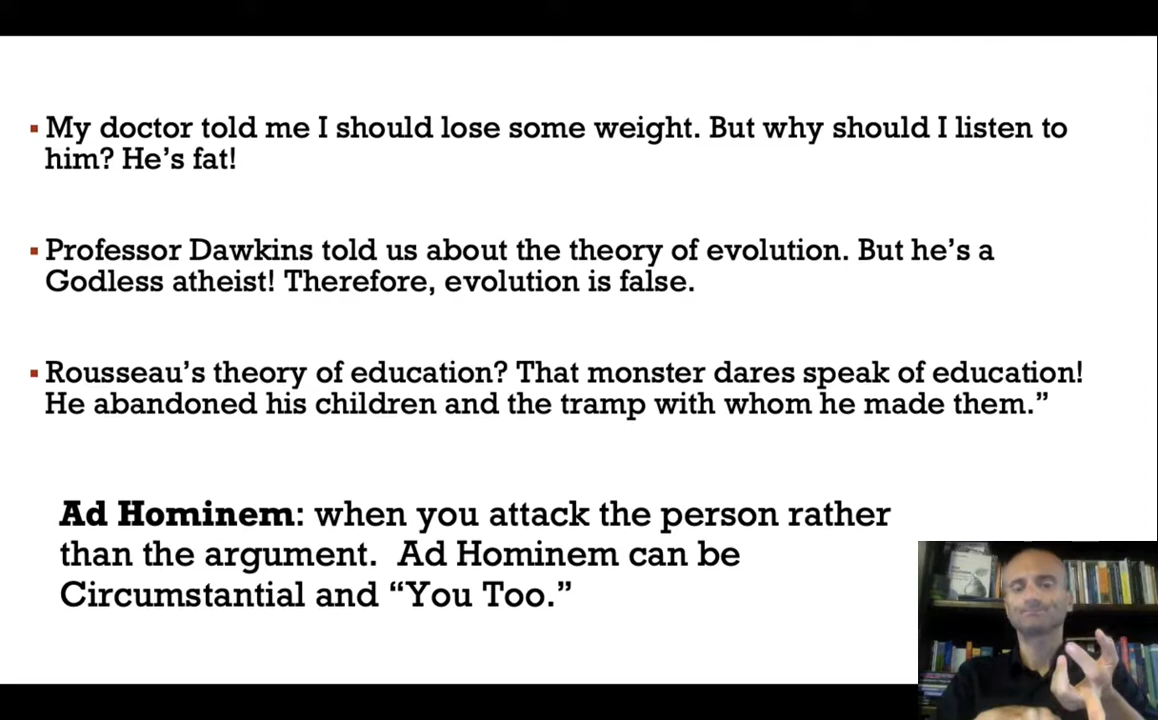 ▪ My doctor told me I should lose some weight. But why should I listen to
him? He's fat!
▪ Professor Dawkins told us about the theory of evolution. But he's a
Godless atheist! Therefore, evolution is false.
▪ Rousseau's theory of education? That monster dares speak of education!
He abandoned his children and the tramp with whom he made them.”
Ad Hominem: when you attack the person rather
than the argument.  Ad Hominem can be
Circumstantial and “You Too.”